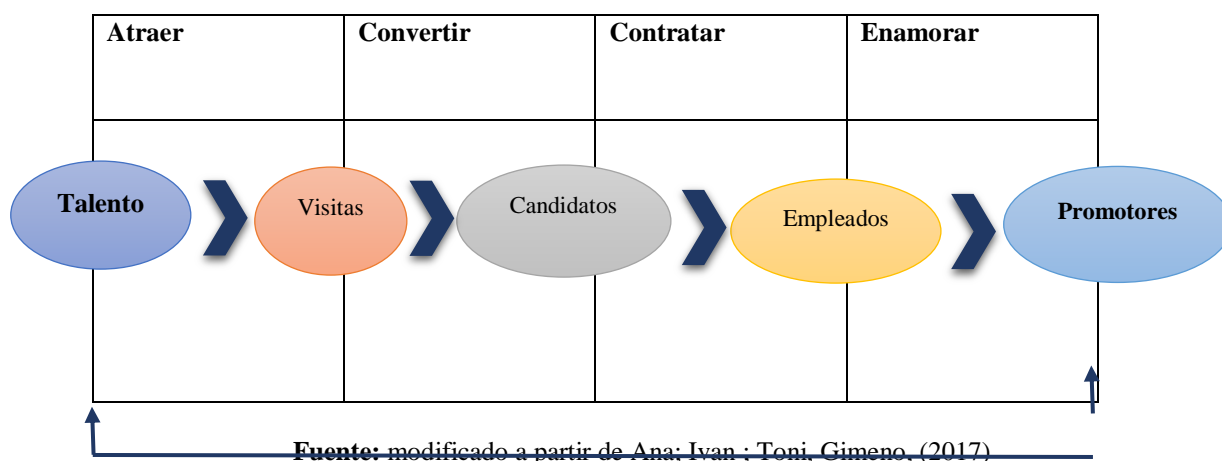 Atraer
Convertir
Contratar
Enamorar
Talento
Visitas
Candidatos
Empleados
Promotores
Fuente: modificado a partir de Ana; Ivan ; Toni, Gimeno, (2017)